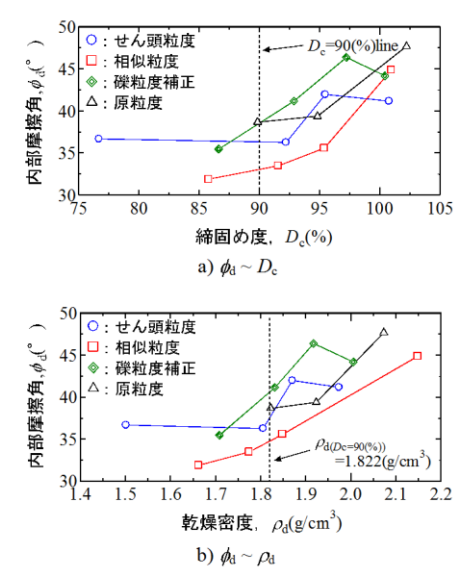 50
45
40
35
30
内部摩擦角,ϕd(°)
○:せん頭粒度
□:相似粒度
◇:礫粒度補正
△:原粒度
Dc=90(%)line
75 80 85 90 95 100 105
締固め度, Dc(%)
a) ϕd ~ Dc
50
45
40
35
30
内部摩擦角,ϕd(°)
○:せん頭粒度
□:相似粒度
◇:礫粒度補正
△:原粒度
ρd(Dc=90(%))
=1.822(g/cm³)
1.4 1.5 1.6 1.7 1.8 1.9 2.0 2.1 2.2
乾燥密度, ρd(g/cm³)
b) ϕd ~ ρd